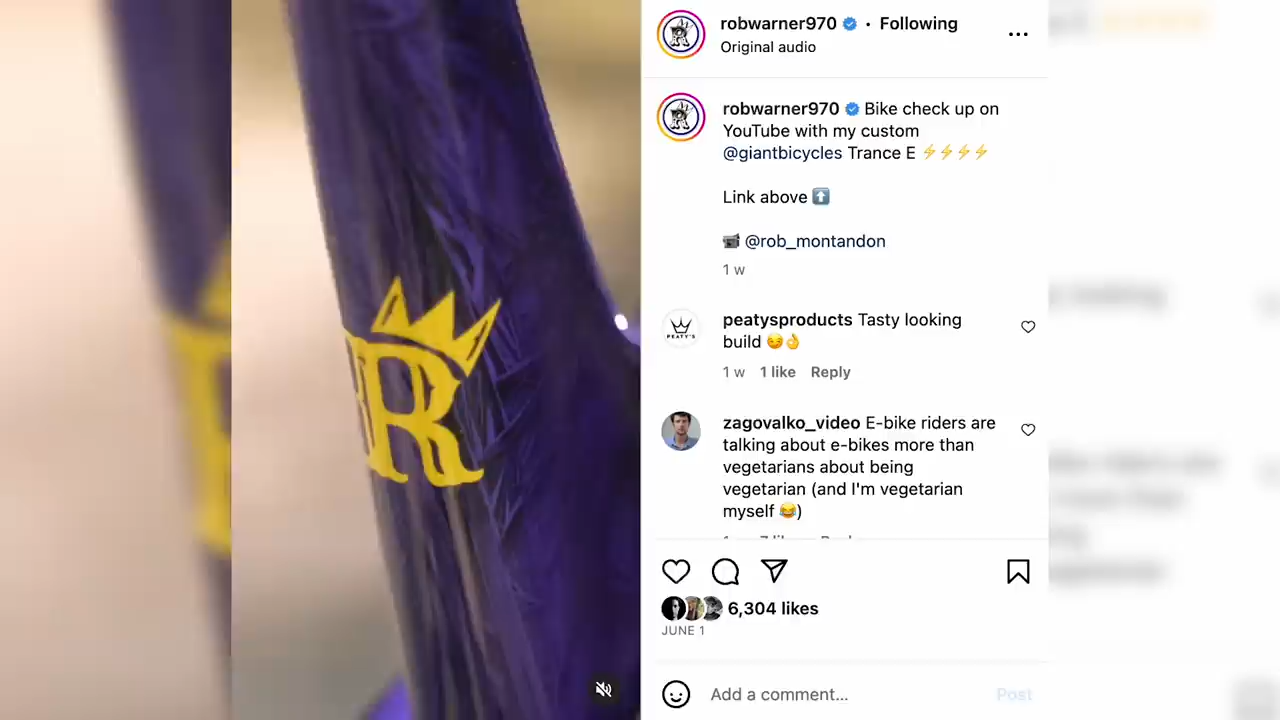 R
robwarner970 • Following
Original audio
robwarner970 Bike check up on
YouTube with my custom
@giantbicycles Trance E ⚡⚡⚡⚡
Link above ⬆️
📹 @rob_montandon
1 w
PEATY'S
peatysproducts Tasty looking
build 😏👌
1 w 1 like Reply
zagovalko_video E-bike riders are
talking about e-bikes more than
vegetarians about being
vegetarian (and I'm vegetarian
myself 😂)
6,304 likes
JUNE 1
Add a comment...
Post